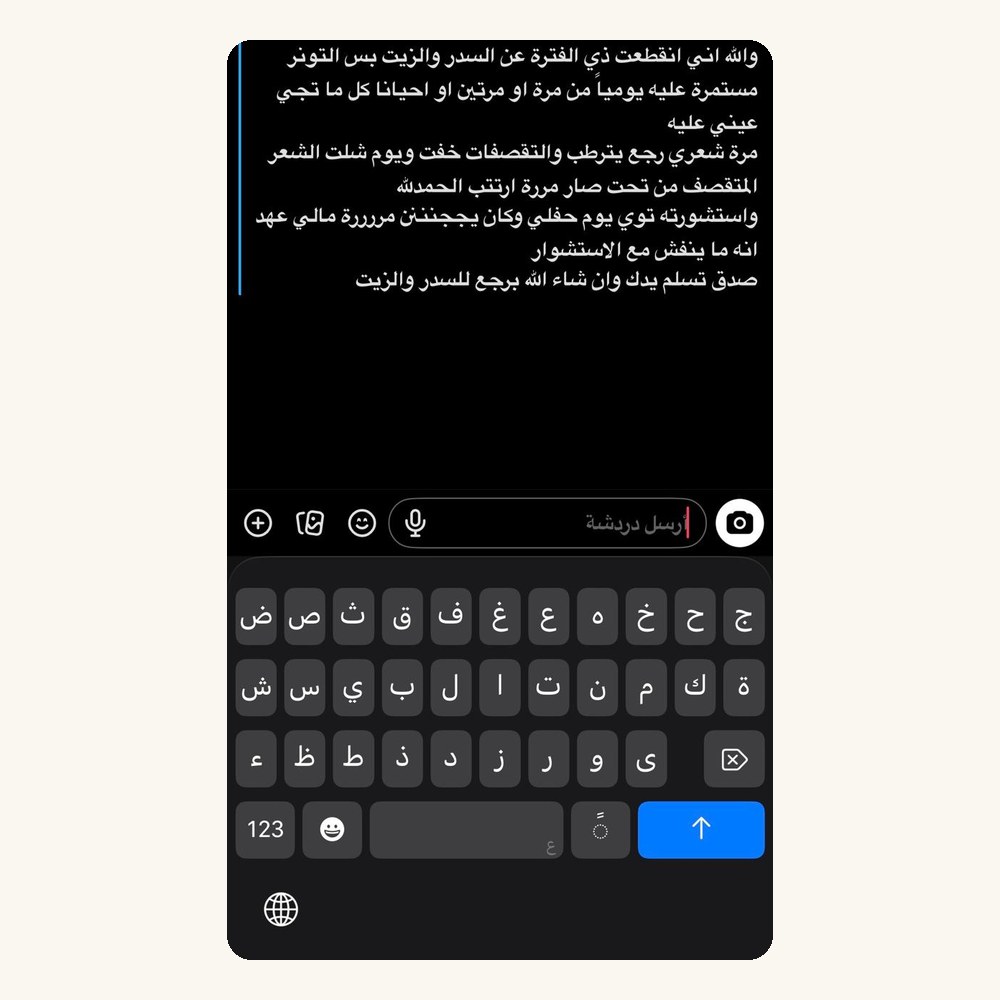 والله اني انقطعت ذي الفترة عن السدر والزيت بس التونر
مستمرة عليه يومياً من مرة او مرتين او احيانا كل ما تجي
عيني عليه
مرة شعري رجع يترطب والتقصفات خفت ويوم شلت الشعر
المتقصف من تحت صار مررة ارتتب الحمدلله
واستشورته توي يوم حفلي وكان يججننننن مررررة مالي عهد
انه ما ينفش مع الاستشوار
صدق تسلم يدك وان شاء الله برجع للسدر والزيت
أرسل دردشة
ج ح خ ه ع غ ف ق ث ص ض
ة ك م ن ت ا ل ب ي س ش
ى و ر ز د ذ ط ظ ء
123
ع